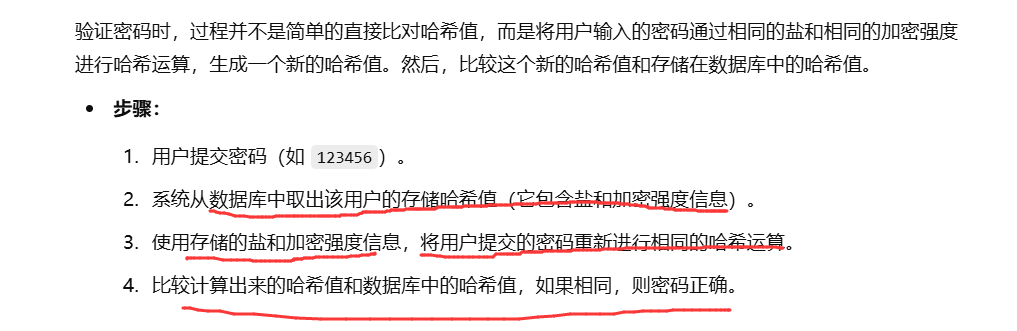 验证密码时，过程并不是简单的直接比对哈希值，而是将用户输入的密码通过相同的盐和相同的加密强度
进行哈希运算，生成一个新的哈希值。然后，比较这个新的哈希值和存储在数据库中的哈希值。
• 步骤：
1. 用户提交密码（如 123456）。
2. 系统从数据库中取出该用户的存储哈希值（它包含盐和加密强度信息）。
3. 使用存储的盐和加密强度信息，将用户提交的密码重新进行相同的哈希运算。
4. 比较计算出来的哈希值和数据库中的哈希值，如果相同，则密码正确。